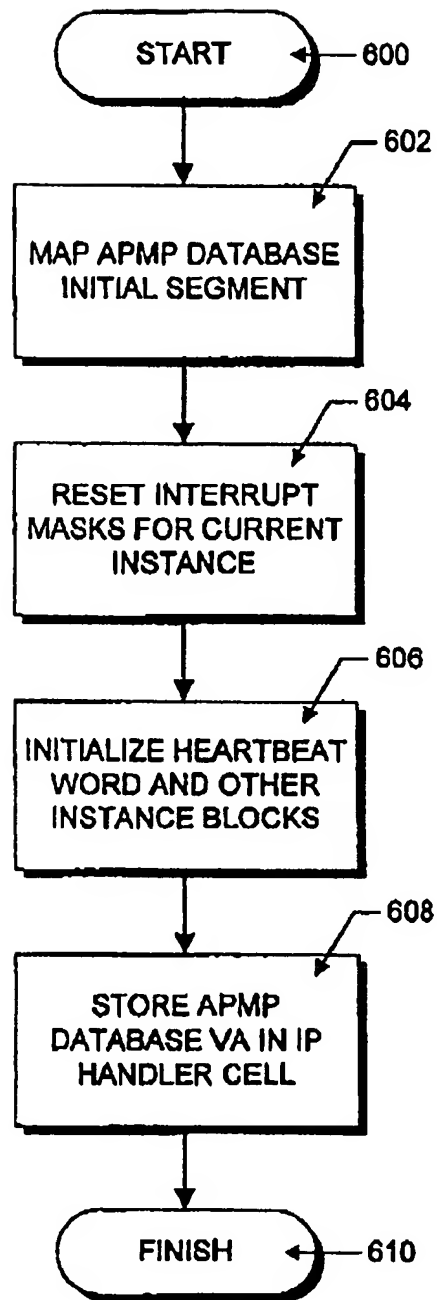 START
600
602
MAP APMP DATABASE
INITIAL SEGMENT
604
RESET INTERRUPT
MASKS FOR CURRENT
INSTANCE
606
INITIALIZE HEARTBEAT
WORD AND OTHER
INSTANCE BLOCKS
608
STORE APMP
DATABASE VA IN IP
HANDLER CELL
FINISH
610